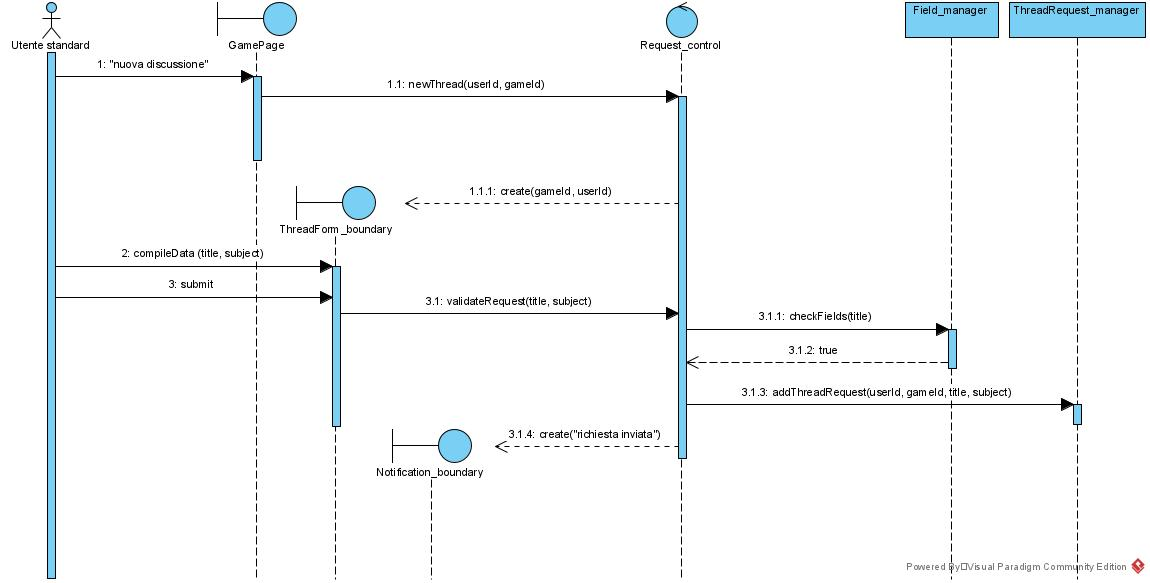 Field_manager
ThreadRequest_manager
Utente standard
GamePage
Request_control
1: "nuova discussione"
1.1: newThread(userId, gameId)
1.1.1: create(gameId, userId)
ThreadForm_boundary
2: compileData (title, subject)
3: submit
3.1: validateRequest(title, subject)
3.1.1: checkFields(title)
3.1.2: true
3.1.3: addThreadRequest(userId, gameId, title, subject)
3.1.4: create("richiesta inviata")
Notification_boundary
Powered By Visual Paradigm Community Edition